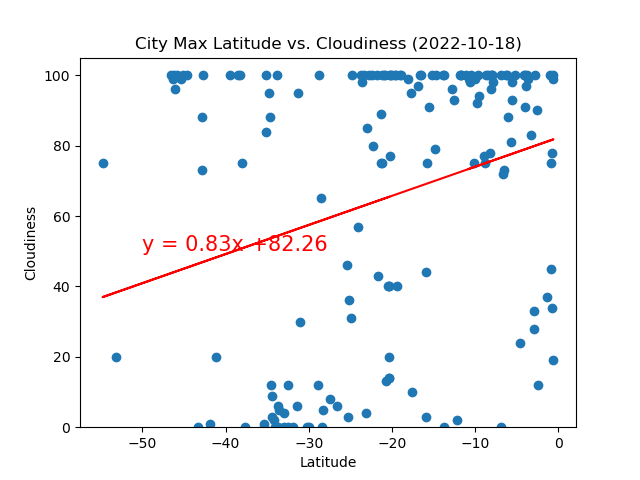 City Max Latitude vs. Cloudiness (2022-10-18)
100
80
60
40
20
0
Cloudiness
y = 0.83x +82.26
−50 −40 −30 −20 −10 0
Latitude